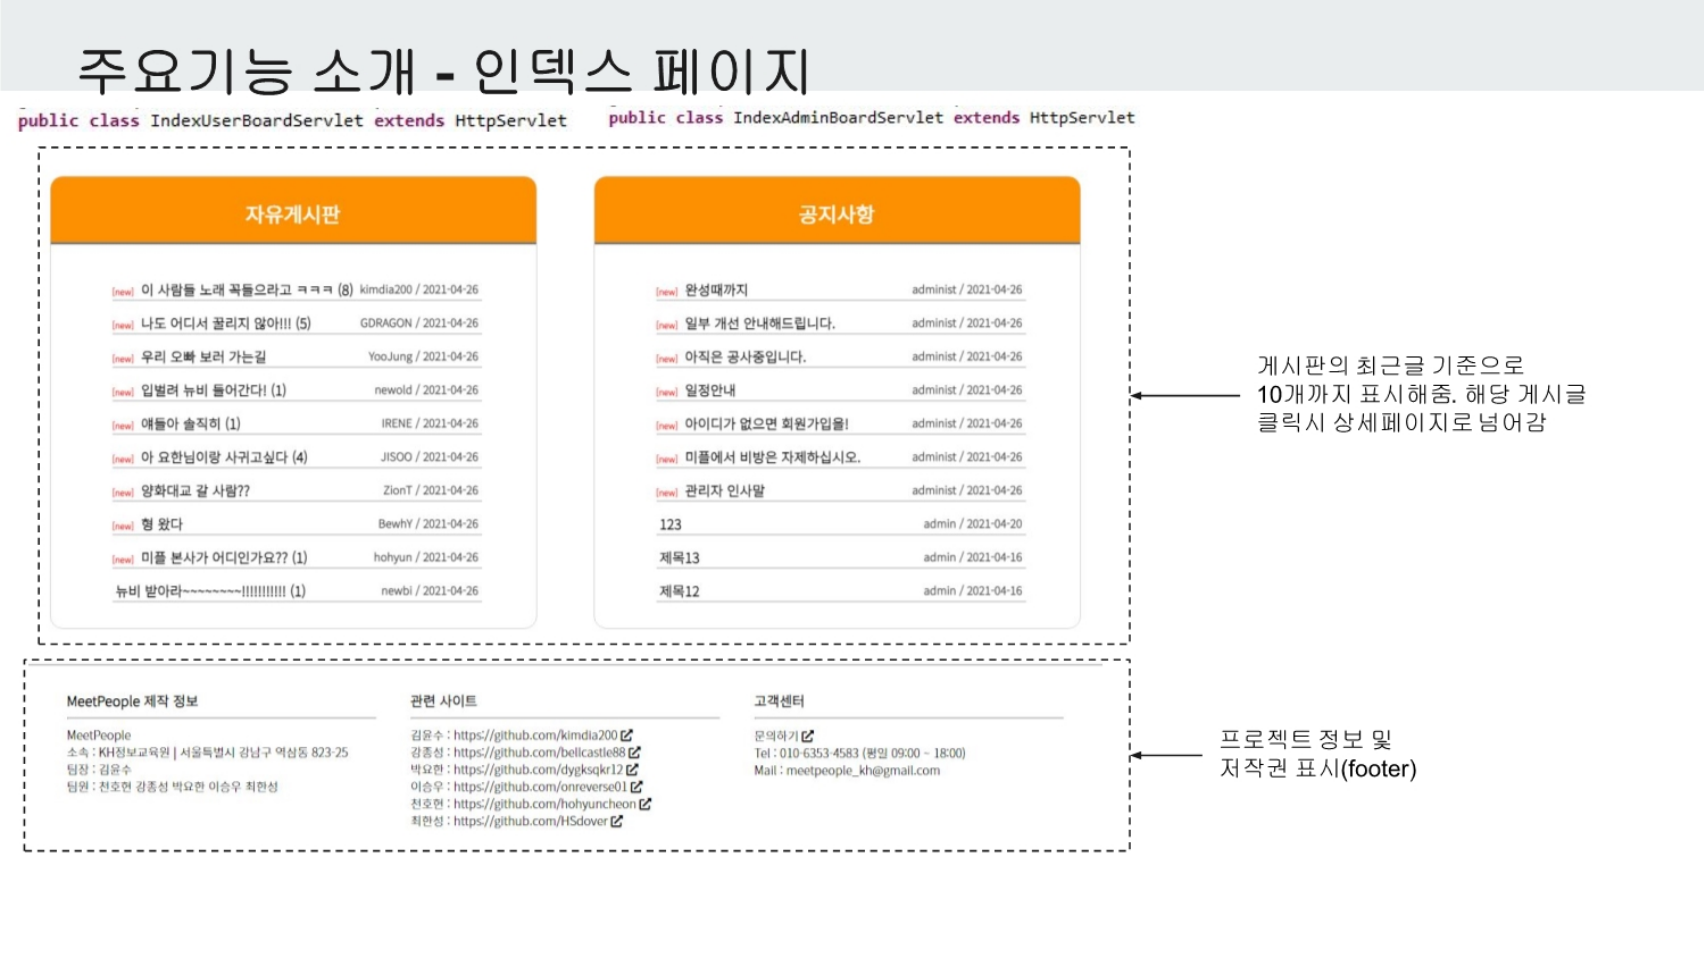 주요기능 소개 - 인덱스 페이지
public class IndexUserBoardServlet extends HttpServlet
public class IndexAdminBoardServlet extends HttpServlet
자유게시판
[new] 이 사람들 노래 꼭들으라고 ㅋㅋㅋ (8) kimdia200 / 2021-04-26
[new] 나도 어디서 꿀리지 않아!!! (5) GDRAGON / 2021-04-26
[new] 우리 오빠 보러 가는길 YooJung / 2021-04-26
[new] 입벌려 뉴비 들어간다! (1) newold / 2021-04-26
[new] 얘들아 솔직히 (1) IRENE / 2021-04-26
[new] 아 요한님이랑 사귀고싶다 (4) JISOO / 2021-04-26
[new] 양화대교 갈 사람?? ZionT / 2021-04-26
[new] 형 왔다 BewhY / 2021-04-26
[new] 미플 본사가 어디인가요?? (1) hohyun / 2021-04-26
뉴비 받아라~~~~~~~~!!!!!!!!!!! (1) newbi / 2021-04-26
공지사항
[new] 완성때까지 administ / 2021-04-26
[new] 일부 개선 안내해드립니다. administ / 2021-04-26
[new] 아직은 공사중입니다. administ / 2021-04-26
[new] 일정안내 administ / 2021-04-26
[new] 아이디가 없으면 회원가입을! administ / 2021-04-26
[new] 미플에서 비방은 자제하십시오. administ / 2021-04-26
[new] 관리자 인사말 administ / 2021-04-26
123 admin / 2021-04-20
제목13 admin / 2021-04-16
제목12 admin / 2021-04-16
게시판의 최근글 기준으로
10개까지 표시해줌. 해당 게시글
클릭시 상세페이지로 넘어감
MeetPeople 제작 정보
MeetPeople
소속 : KH정보교육원 | 서울특별시 강남구 역삼동 823-25
팀장 : 김윤수
팀원 : 천호현 강종성 박요한 이승우 최한성
관련 사이트
김윤수 : https://github.com/kimdia200
강종성 : https://github.com/bellcastle88
박요한 : https://github.com/dygksqkr12
이승우 : https://github.com/onreverse01
천호현 : https://github.com/hohyuncheon
최한성 : https://github.com/HSdover
고객센터
문의하기
Tel : 010-6353-4583 (평일 09:00 ~ 18:00)
Mail : meetpeople_kh@gmail.com
프로젝트 정보 및
저작권 표시(footer)